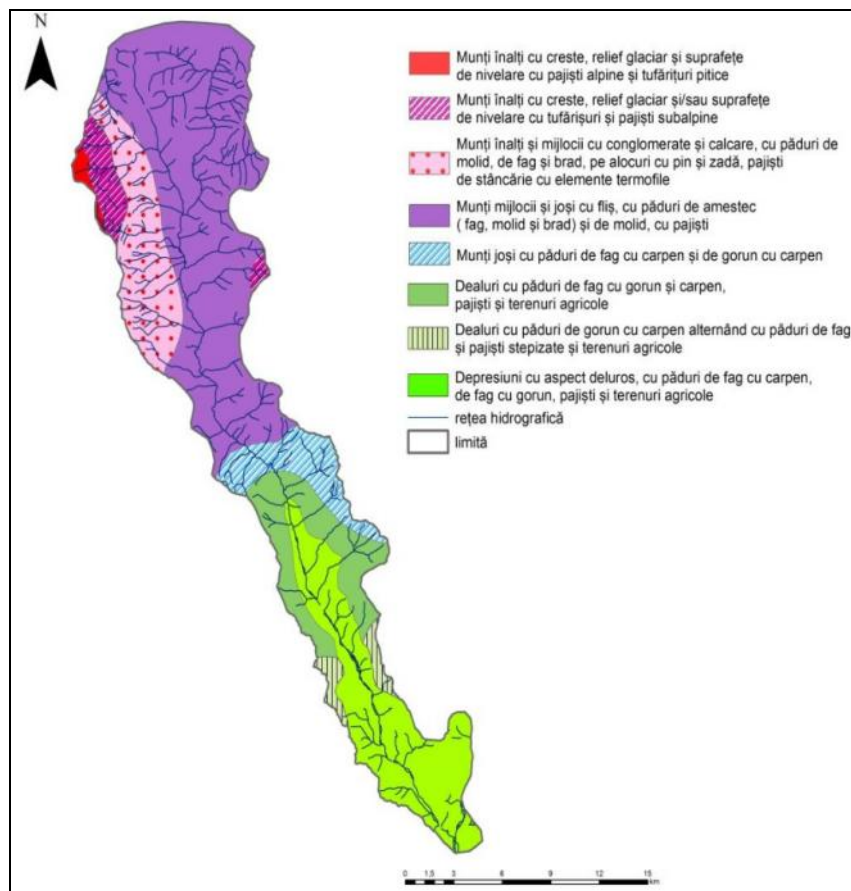 N
Munți înalți cu creste, relief glaciar și suprafețe
de nivelare cu pajiști alpine și tufărițuri pitice
Munți înalți cu creste, relief glaciar și/sau suprafețe
de nivelare cu tufărișuri și pajiști subalpine
Munți înalți și mijlocii cu conglomerate și calcare, cu păduri de
molid, de fag și brad, pe alocuri cu pin și zadă, pajiști
de stâncărie cu elemente termofile
Munți mijlocii și joși cu fliș, cu păduri de amestec
( fag, molid și brad) și de molid, cu pajiști
Munți joși cu păduri de fag cu carpen și de gorun cu carpen
Dealuri cu păduri de fag cu gorun și carpen,
pajiști și terenuri agricole
Dealuri cu păduri de gorun cu carpen alternând cu păduri de fag
și pajiști stepizate și terenuri agricole
Depresiuni cu aspect deluros, cu păduri de fag cu carpen,
de fag cu gorun, pajiști și terenuri agricole
rețea hidrografică
limită
0 1,5 3 6 9 12 15
km